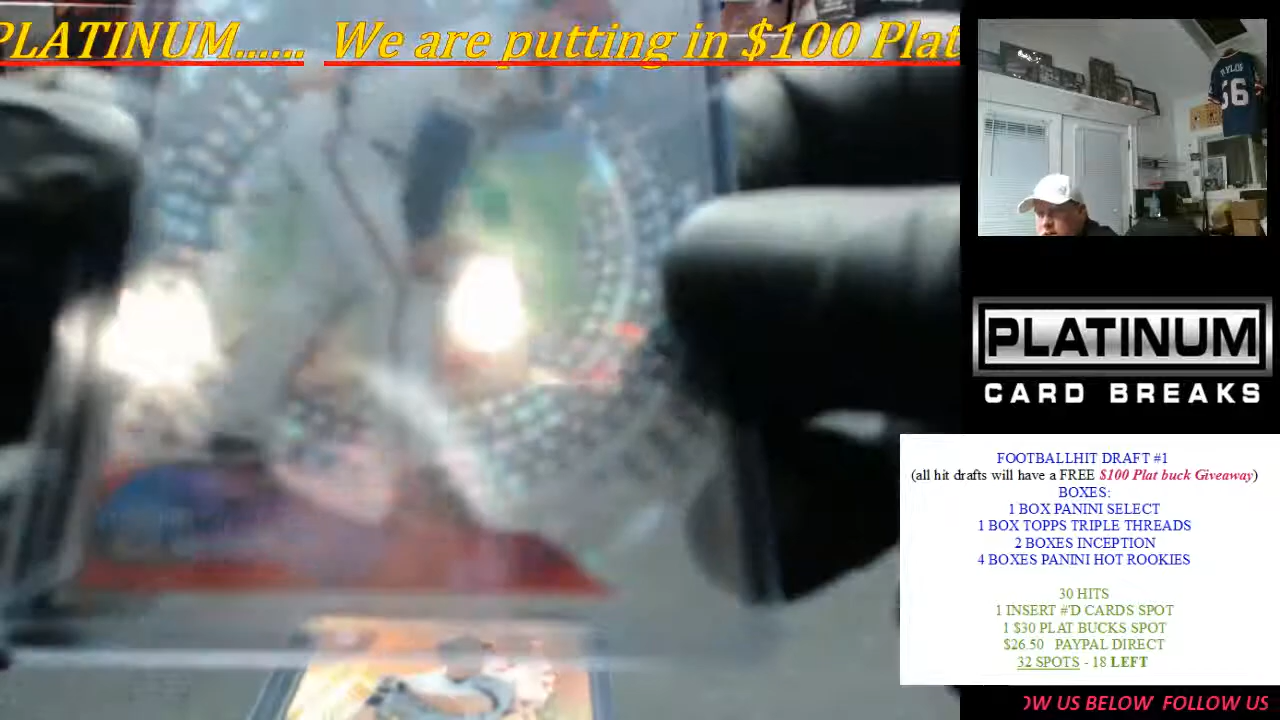 PLATINUM...... We are putting in $100 Plat
56
PLATINUM
CARD BREAKS
FOOTBALLHIT DRAFT #1
(all hit drafts will have a FREE $100 Plat buck Giveaway)
BOXES:
1 BOX PANINI SELECT
1 BOX TOPPS TRIPLE THREADS
2 BOXES INCEPTION
4 BOXES PANINI HOT ROOKIES
30 HITS
1 INSERT #'D CARDS SPOT
1 $30 PLAT BUCKS SPOT
$26.50 PAYPAL DIRECT
32 SPOTS - 18 LEFT
OW US BELOW' FOLLOW US